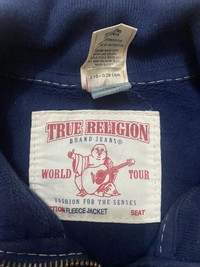 TRUE RELIGION
BRAND JEANS®
WORLD TOUR
FASHION FOR THE SENSES
FLEECE JACKET SEAT